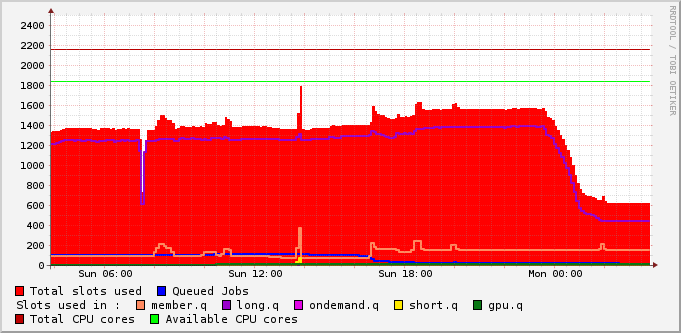 RRDTOOL / TOBI OETIKER
2400
2200
2000
1800
1600
1400
1200
1000
800
600
400
200
0
Sun 06:00 Sun 12:00 Sun 18:00 Mon 00:00
Total slots used Queued Jobs
Slots used in : member.q long.q ondemand.q short.q gpu.q
Total CPU cores Available CPU cores